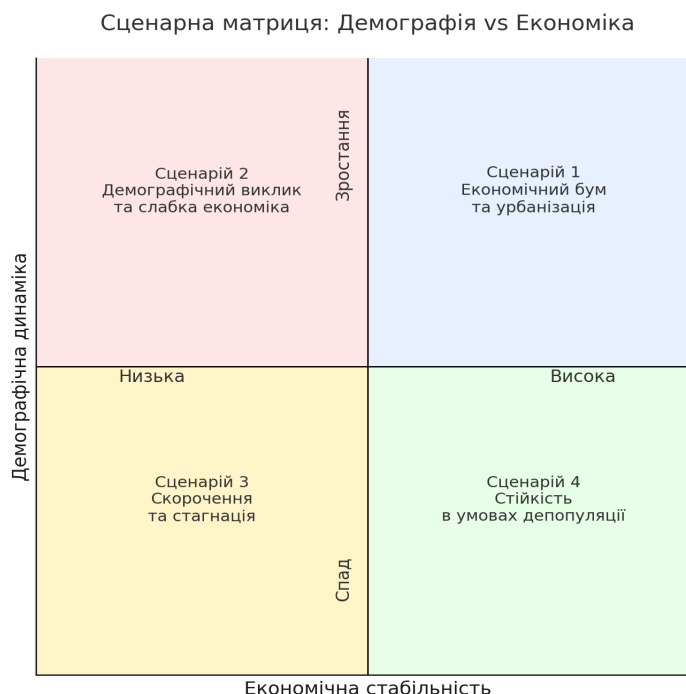 Сценарна матриця: Демографія vs Економіка
Зростання
Сценарій 2
Демографічний виклик
та слабка економіка
Сценарій 1
Економічний бум
та урбанізація
Демографічна динаміка
Низька
Висока
Сценарій 3
Скорочення
та стагнація
Сценарій 4
Стійкість
в умовах депопуляції
Спад
Економічна стабільність